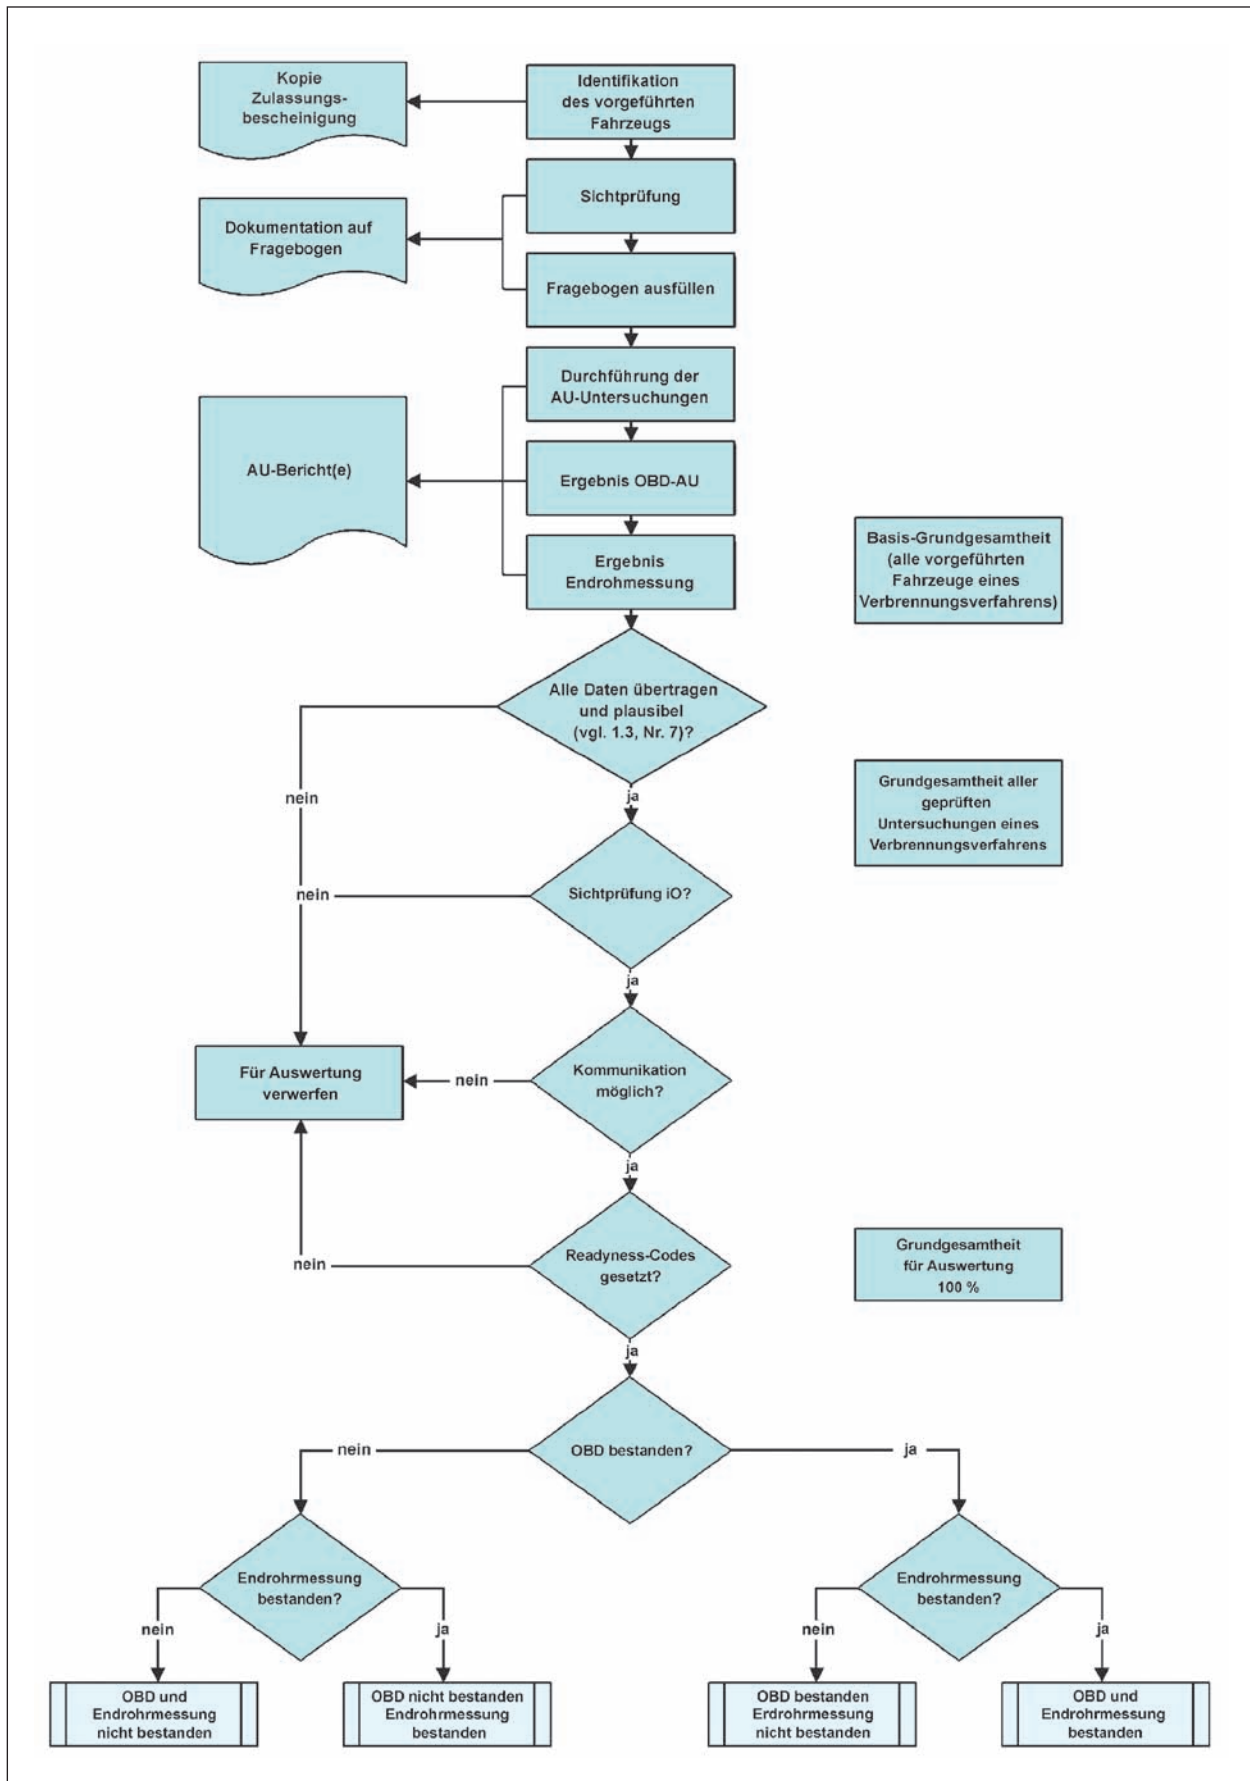 Kopie
Zulassungs-
bescheinigung
Identifikation
des vorgeführten
Fahrzeugs
Sichtprüfung
Dokumentation auf
Fragebogen
Fragebogen ausfüllen
Durchführung der
AU-Untersuchungen
AU-Bericht(e)
Ergebnis OBD-AU
Ergebnis
Endrohmessung
Basis-Grundgesamtheit
(alle vorgeführten
Fahrzeuge eines
Verbrennungsverfahrens)
Alle Daten übertragen
und plausibel
(vgl. 1.3, Nr. 7)?
nein
ja
Grundgesamtheit aller
geprüften
Untersuchungen eines
Verbrennungsverfahrens
Sichtprüfung iO?
nein
ja
Für Auswertung
verwerfen
nein
Kommunikation
möglich?
ja
Readyness-Codes
gesetzt?
nein
Grundgesamtheit
für Auswertung
100 %
ja
OBD bestanden?
nein
ja
Endrohrmessung
bestanden?
nein
ja
Endrohrmessung
bestanden?
nein
ja
OBD und
Endrohrmessung
nicht bestanden
OBD nicht bestanden
Endrohrmessung
bestanden
OBD bestanden
Erdrohrmessung
nicht bestanden
OBD und
Endrohrmessung
bestanden